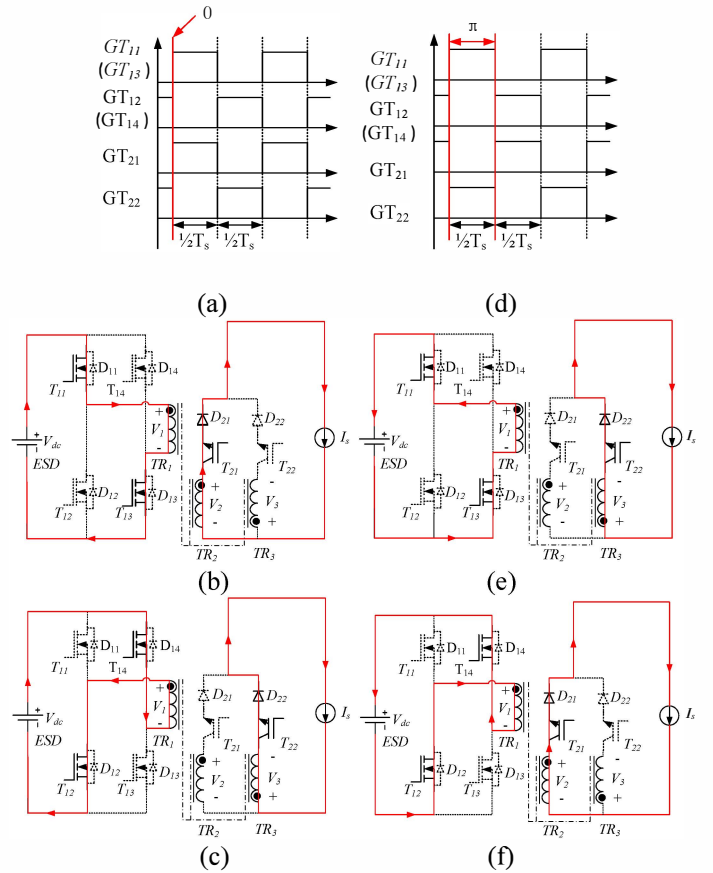 0
GT11
(GT13)
GT12
(GT14)
GT21
GT22
½Ts ½Ts
(a)
π
GT11
(GT13)
GT12
(GT14)
GT21
GT22
½Ts ½Ts
(d)
D11 D14
T11 T14
+
V1
-
TR1
Vdc
ESD
D12 D13
T12 T13
D21 D22
T21 T22
+ -
V2 V3
- +
TR2 TR3
Is
(b)
D11 D14
T11 T14
+
V1
-
TR1
Vdc
ESD
D12 D13
T12 T13
D21 D22
T21 T22
+ -
V2 V3
- +
TR2 TR3
Is
(e)
D11 D14
T11 T14
+
V1
-
TR1
Vdc
ESD
D12 D13
T12 T13
D21 D22
T21 T22
+ -
V2 V3
- +
TR2 TR3
Is
(c)
D11 D14
T11 T14
+
V1
-
TR1
Vdc
ESD
D12 D13
T12 T13
D21 D22
T21 T22
+ -
V2 V3
- +
TR2 TR3
Is
(f)